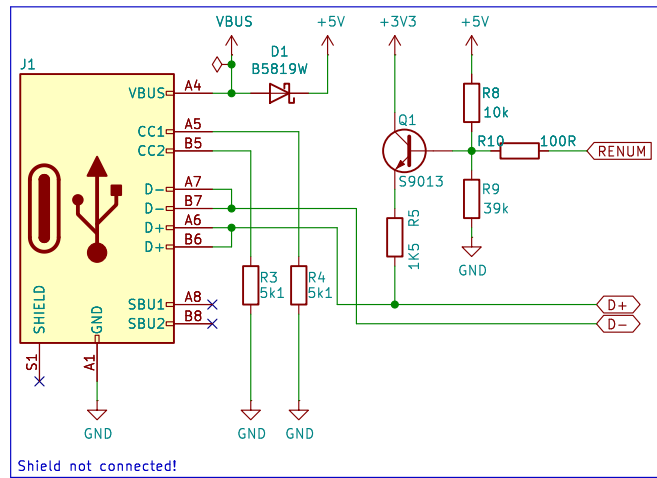 VBUS
+5V
+3V3
+5V
J1
D1
B5819W
VBUS
A4
R8
10k
CC1
A5
Q1
CC2
B5
R10
100R
RENUM
S9013
D-
A7
D-
B7
R9
39k
D+
A6
R5
1K5
D+
B6
GND
R3
5k1
R4
5k1
SBU1
A8
D+
SBU2
B8
D-
SHIELD
GND
S1
A1
GND
GND
GND
Shield not connected!